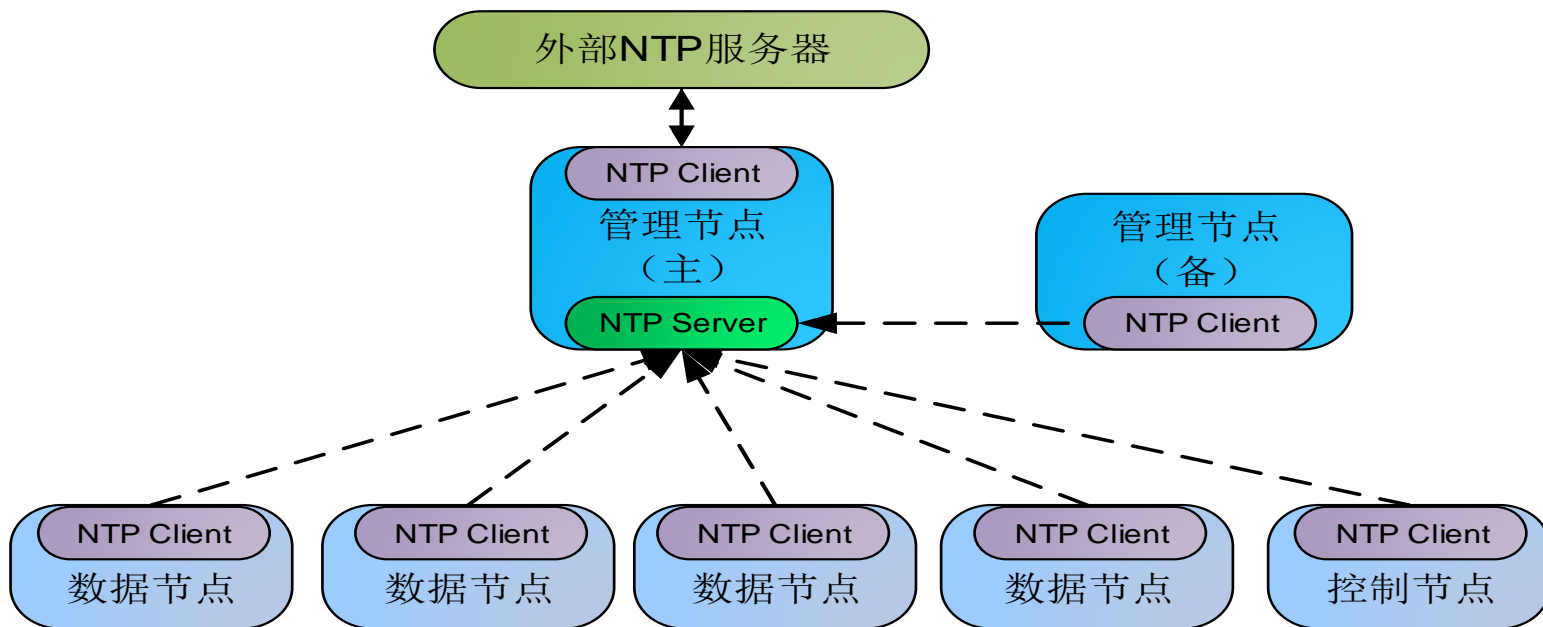 外部NTP服务器
NTP Client
管理节点
（主）
NTP Server
管理节点
（备）
NTP Client
NTP Client
数据节点
NTP Client
数据节点
NTP Client
数据节点
NTP Client
数据节点
NTP Client
控制节点